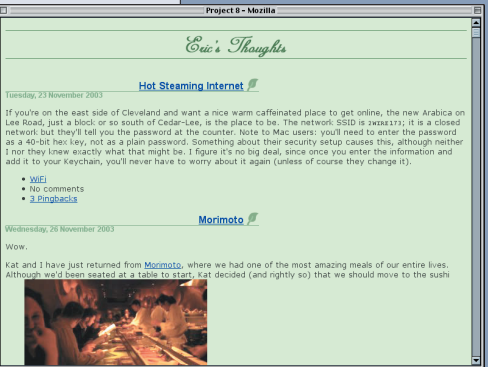 Project 8 - Mozilla
Eric's Thoughts
Hot Steaming Internet
Tuesday, 23 November 2003
If you're on the east side of Cleveland and want a nice warm caffeinated place to get online, the new Arabica on
Lee Road, just a block or so south of Cedar-Lee, is the place to be. The network SSID is 2WIRE173; it is a closed
network but they'll tell you the password at the counter. Note to Mac users: you'll need to enter the password
as a 40-bit hex key, not as a plain password. Something about their security setup causes this, although neither
I nor they knew exactly what that might be. I figure it's no big deal, since once you enter the information and
add it to your Keychain, you'll never have to worry about it again (unless of course they change it).
WiFi
No comments
3 Pingbacks
Morimoto
Wednesday, 26 November 2003
Wow.
Kat and I have just returned from Morimoto, where we had one of the most amazing meals of our entire lives.
Although we'd been seated at a table to start, Kat decided (and rightly so) that we should move to the sushi